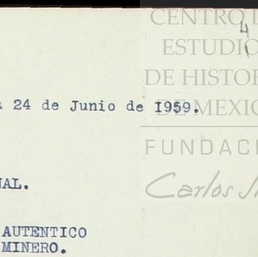 CENTRO
4
ESTUDIO
DE HISTOR
24 de Junio de 1959.
DE MEXIC
FUNDAC
NAL.
Carlos
AUTENTICO
MINERO.